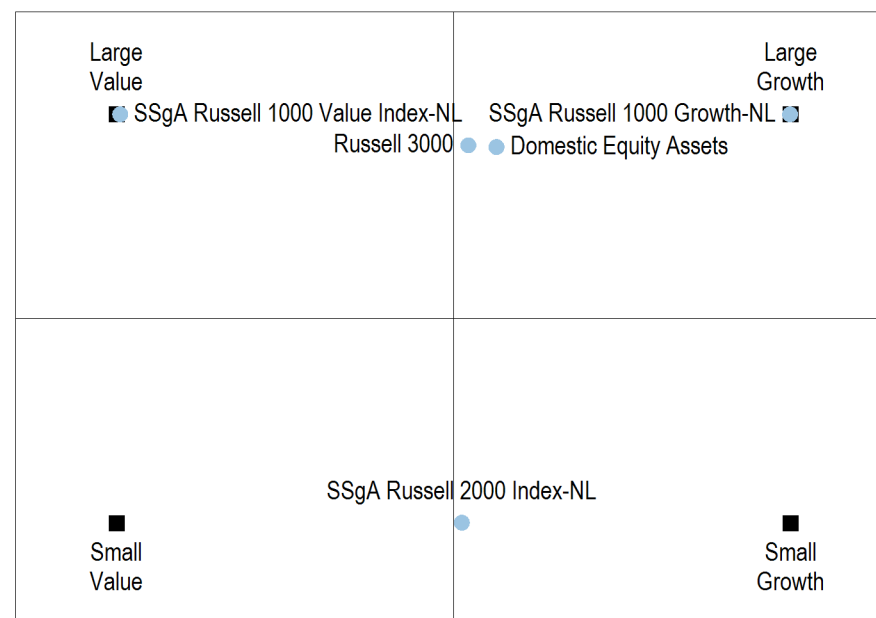 Large
Value
Large
Growth
SSgA Russell 1000 Value Index-NL
SSgA Russell 1000 Growth-NL
Russell 3000
Domestic Equity Assets
SSgA Russell 2000 Index-NL
Small
Value
Small
Growth